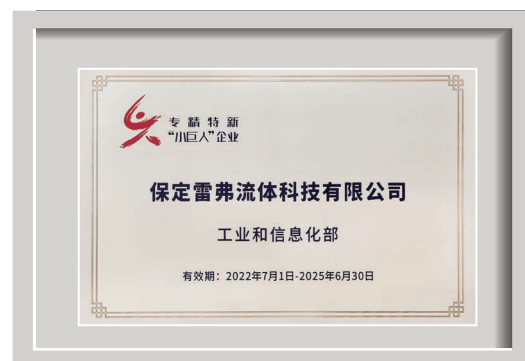 专精特新
“小巨人”企业
保定雷弗流体科技有限公司
工业和信息化部
有效期：2022年7月1日-2025年6月30日